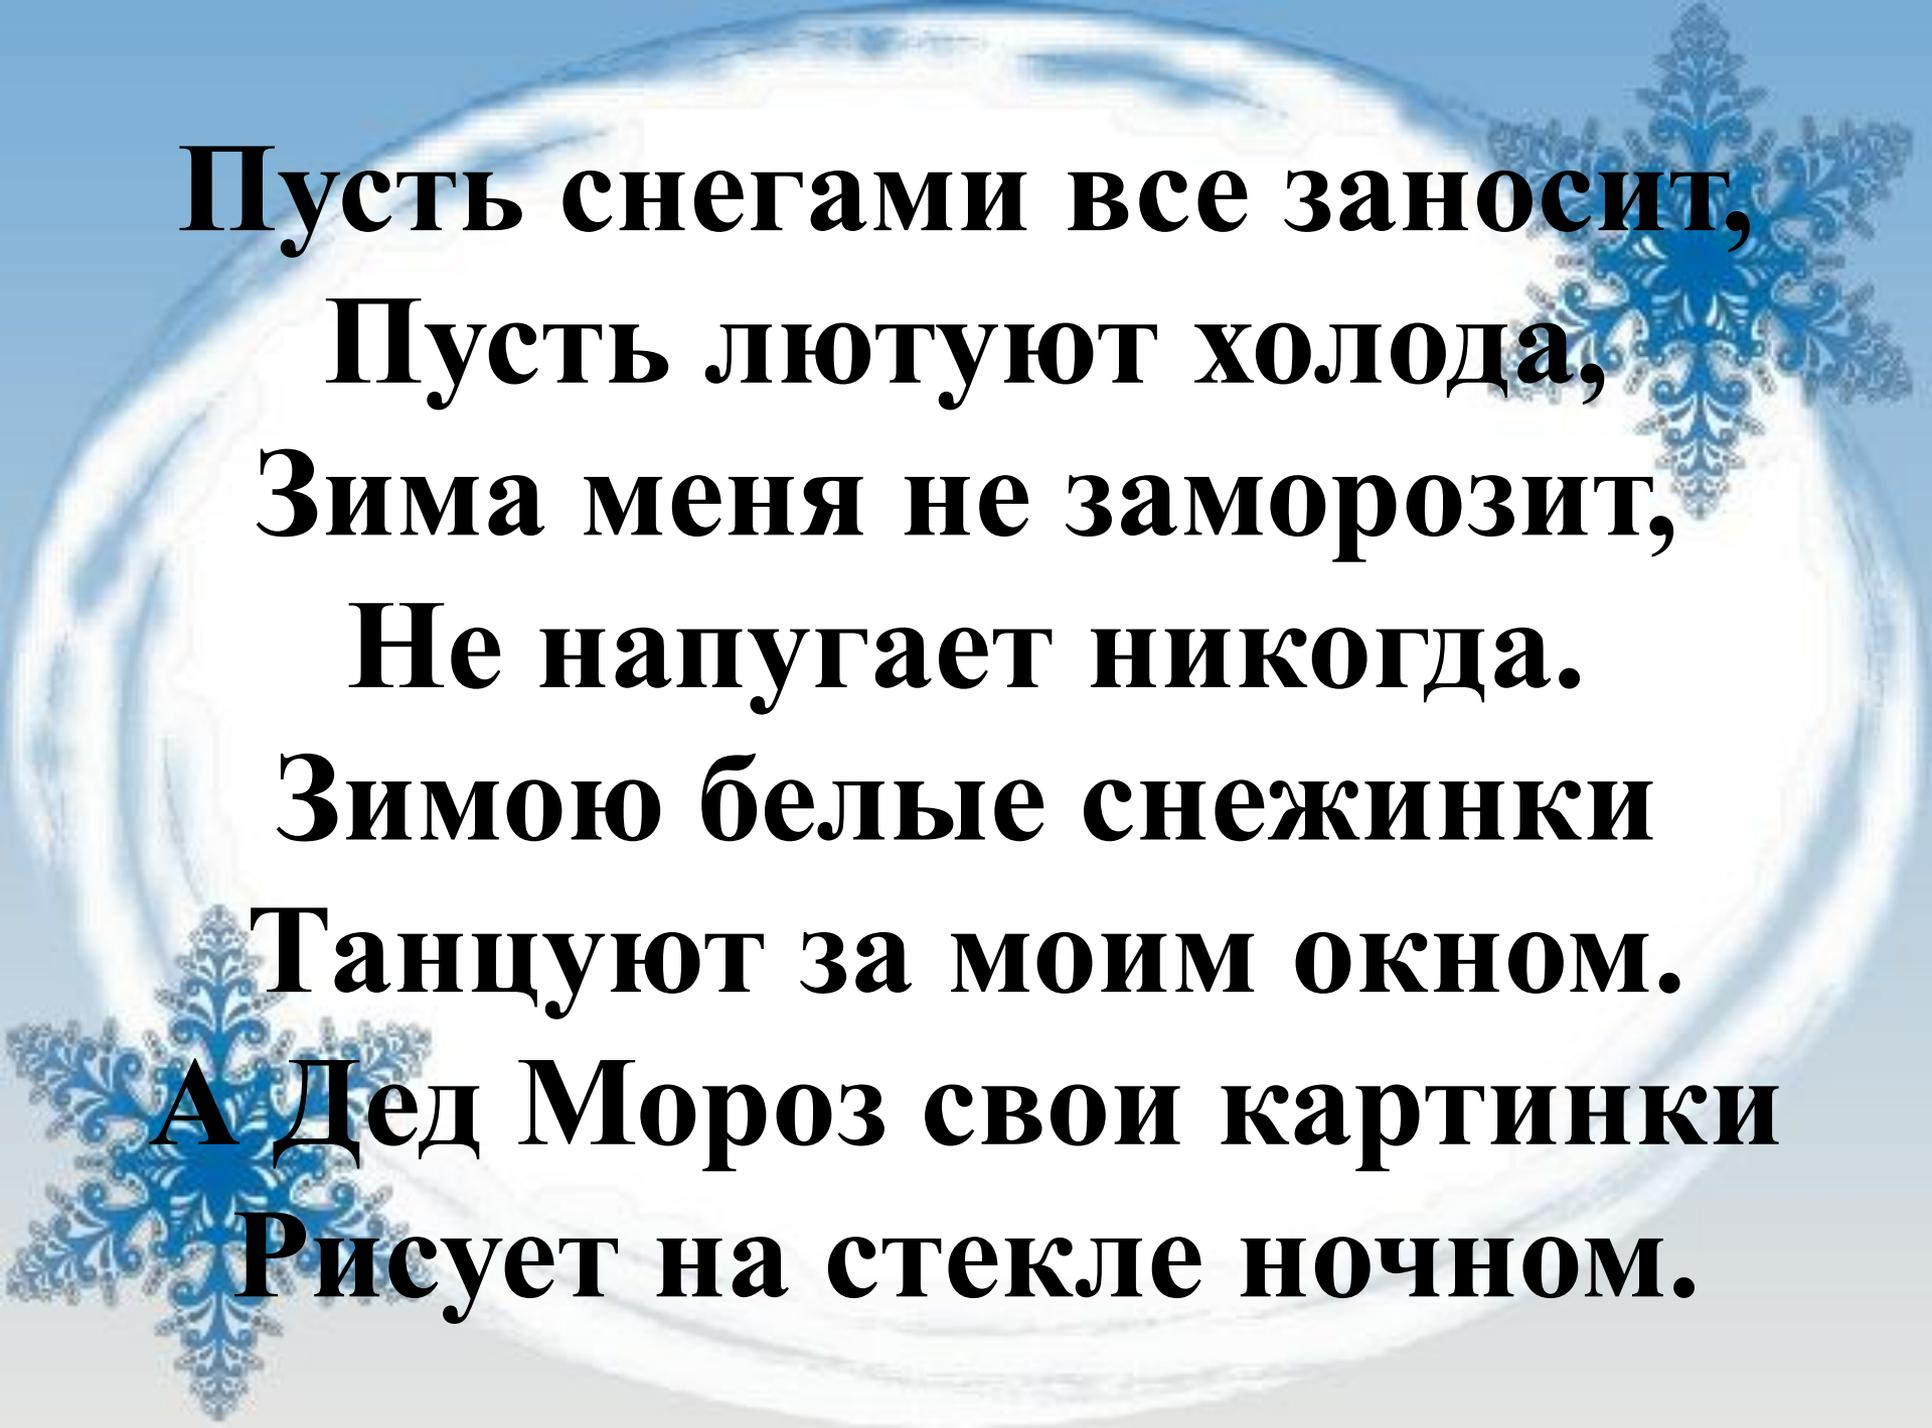 Пусть снегами все заносит,
Пусть лютуют холода,
Зима меня не заморозит,
Не напугает никогда.
Зимою белые снежинки
Танцуют за моим окном.
А Дед Мороз свои картинки
Рисует на стекле ночном.